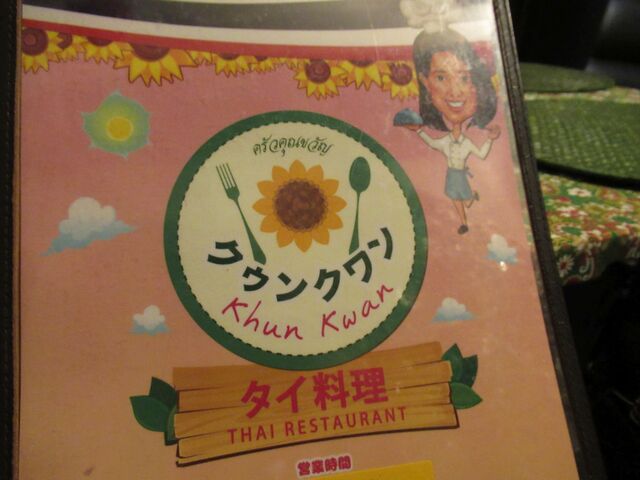 ครัวคุณขวัญ
クゥンクワン
Khun Kwan
タイ料理
THAI RESTAURANT
営業時間